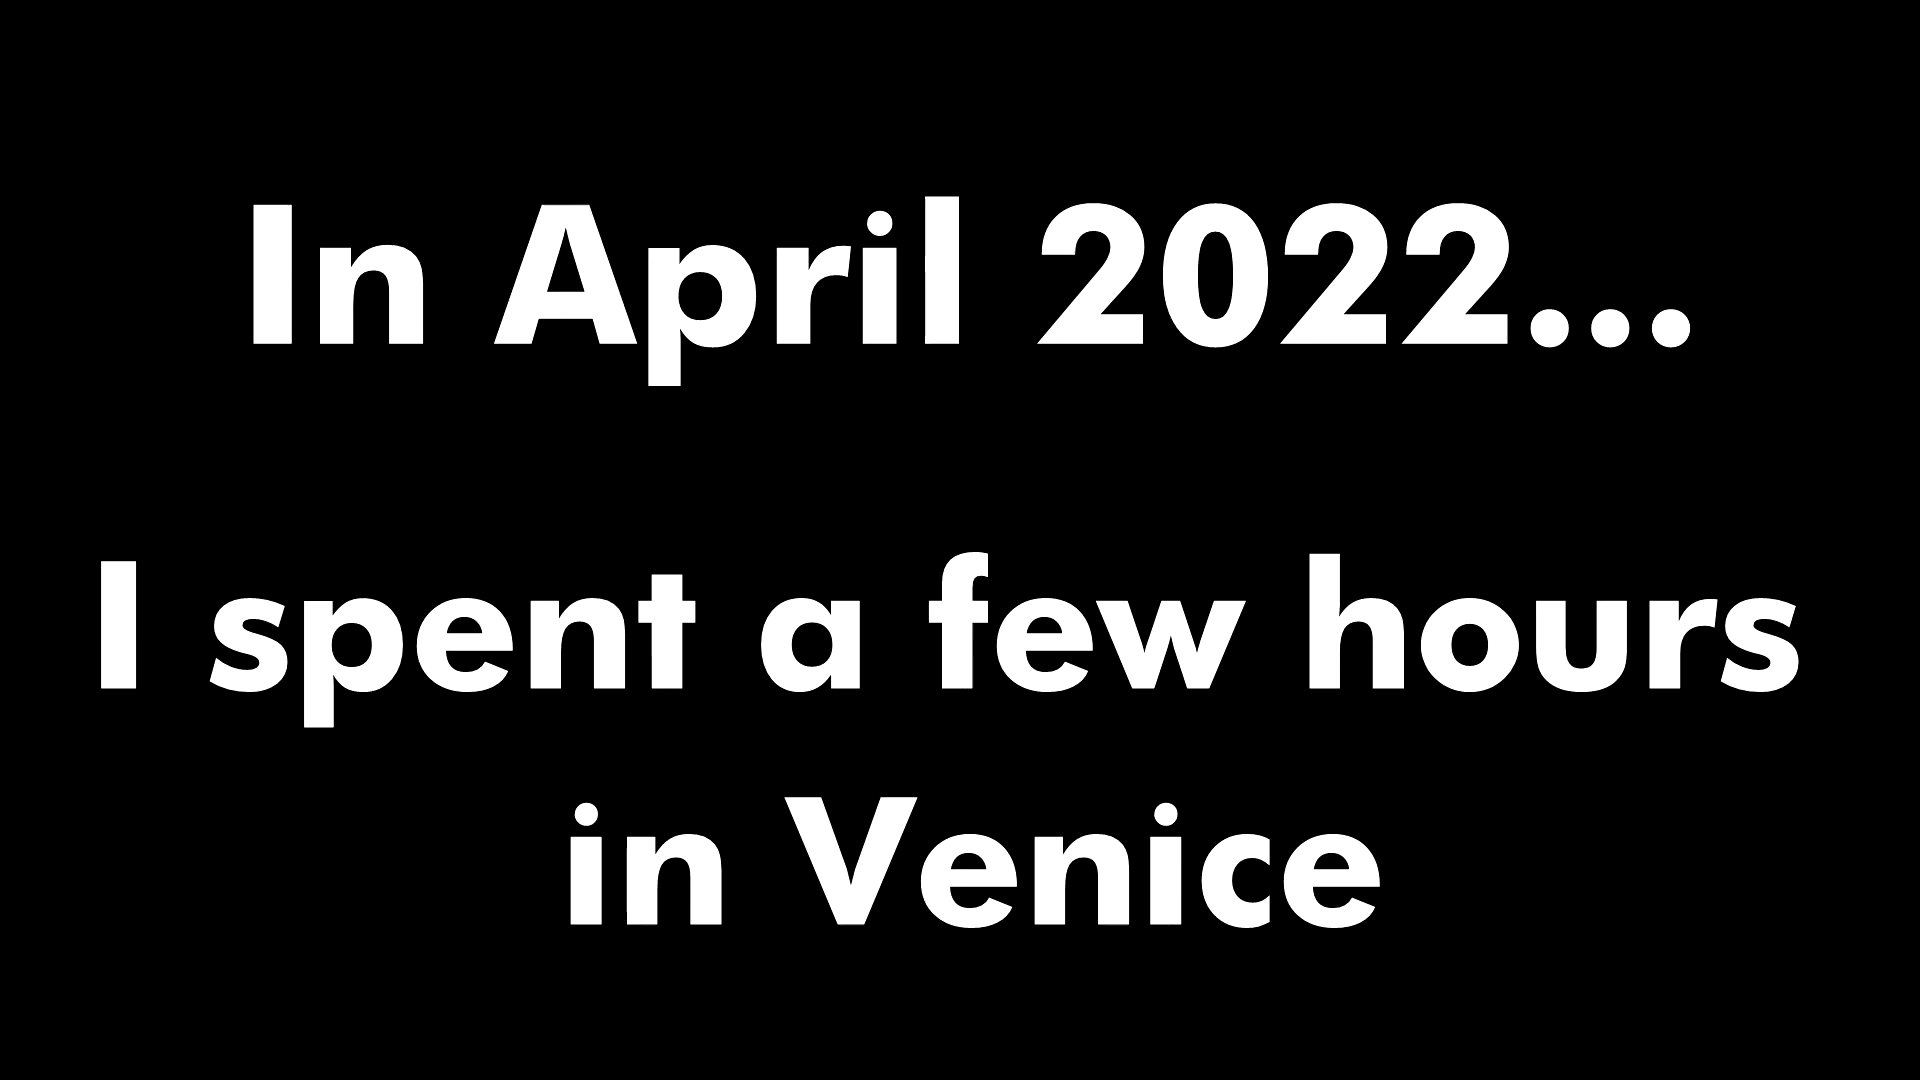 In April 2022...
I spent a few hours
in Venice